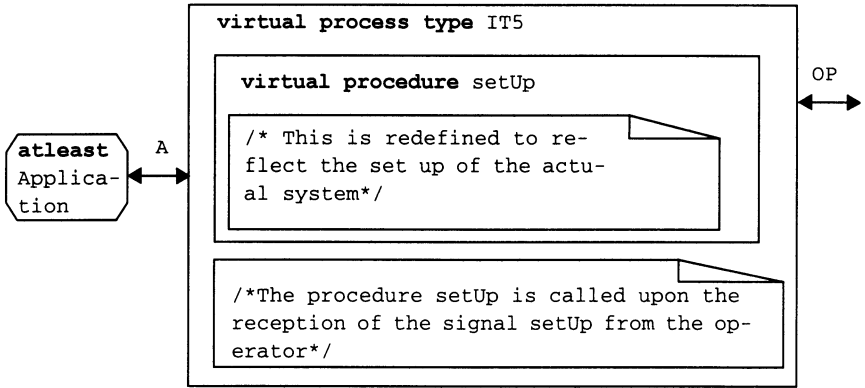 virtual process type IT5
virtual procedure setUp
OP
/* This is redefined to re-
flect the set up of the actu-
al system*/
atleast
Applica-
tion
A
/*The procedure setUp is called upon the
reception of the signal setUp from the op-
erator*/